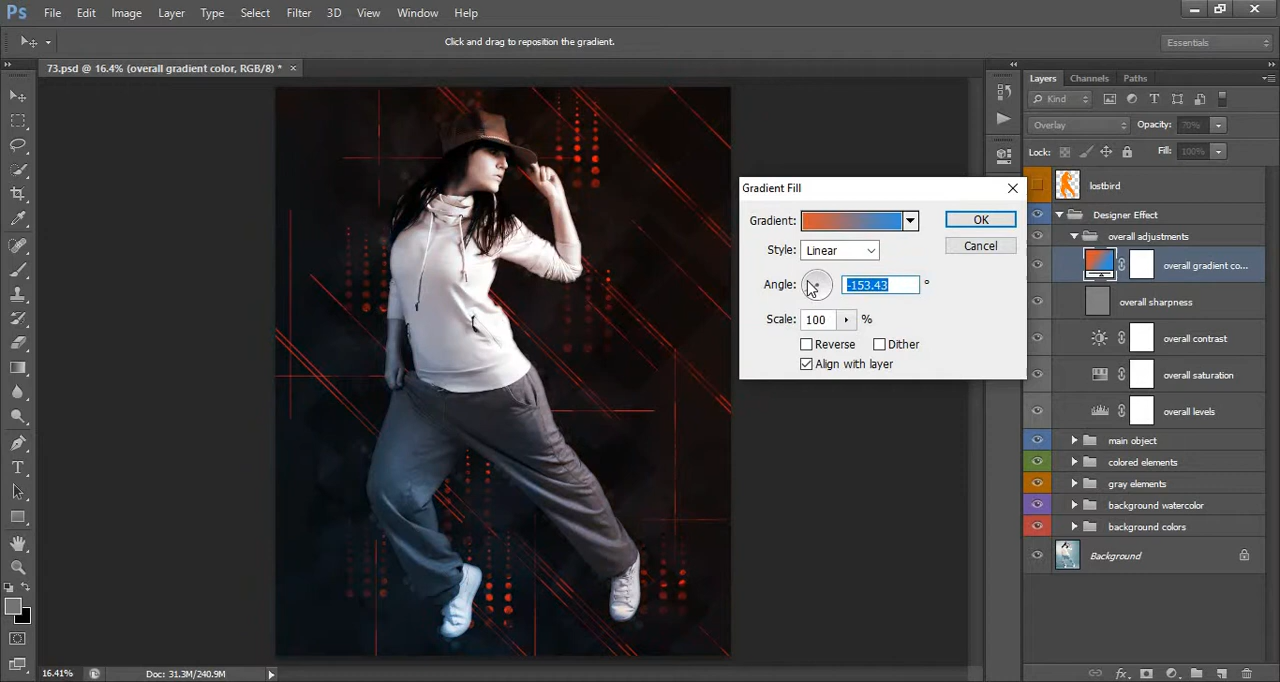 Ps File Edit Image Layer Type Select Filter 3D View Window Help
Click and drag to reposition the gradient.
Essentials
73.psd @ 16.4% (overall gradient color, RGB/8) * ×
Layers Channels Paths
Kind
Overlay Opacity: 70%
Lock: Fill: 100%
lostbird
Designer Effect
overall adjustments
overall gradient co...
overall sharpness
overall contrast
overall saturation
overall levels
main object
colored elements
gray elements
background watercolor
background colors
Background
Gradient Fill
Gradient: OK
Style: Linear Cancel
Angle: -153.43 °
Scale: 100 %
Reverse Dither
Align with layer
16.41% Doc: 31.3M/240.9M